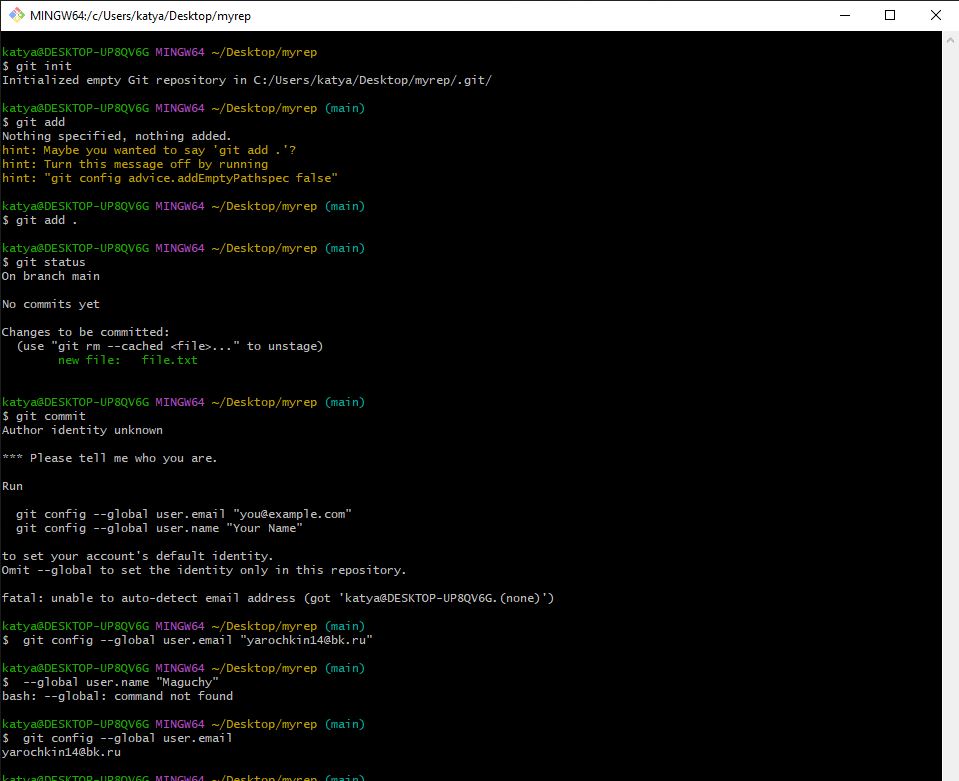 MINGW64:/c/Users/katya/Desktop/myrep
katya@DESKTOP-UP8QV6G MINGW64 ~/Desktop/myrep
$ git init
Initialized empty Git repository in C:/Users/katya/Desktop/myrep/.git/
katya@DESKTOP-UP8QV6G MINGW64 ~/Desktop/myrep (main)
$ git add
Nothing specified, nothing added.
hint: Maybe you wanted to say 'git add .'?
hint: Turn this message off by running
hint: "git config advice.addEmptyPathspec false"
katya@DESKTOP-UP8QV6G MINGW64 ~/Desktop/myrep (main)
$ git add .
katya@DESKTOP-UP8QV6G MINGW64 ~/Desktop/myrep (main)
$ git status
On branch main
No commits yet
Changes to be committed:
  (use "git rm --cached <file>..." to unstage)
        new file:   file.txt
katya@DESKTOP-UP8QV6G MINGW64 ~/Desktop/myrep (main)
$ git commit
Author identity unknown
*** Please tell me who you are.
Run
  git config --global user.email "you@example.com"
  git config --global user.name "Your Name"
to set your account's default identity.
Omit --global to set the identity only in this repository.
fatal: unable to auto-detect email address (got 'katya@DESKTOP-UP8QV6G.(none)')
katya@DESKTOP-UP8QV6G MINGW64 ~/Desktop/myrep (main)
$  git config --global user.email "yarochkin14@bk.ru"
katya@DESKTOP-UP8QV6G MINGW64 ~/Desktop/myrep (main)
$  --global user.name "Maguchy"
bash: --global: command not found
katya@DESKTOP-UP8QV6G MINGW64 ~/Desktop/myrep (main)
$  git config --global user.email
yarochkin14@bk.ru
katya@DESKTOP-UP8QV6G MINGW64 ~/Desktop/myrep (main)